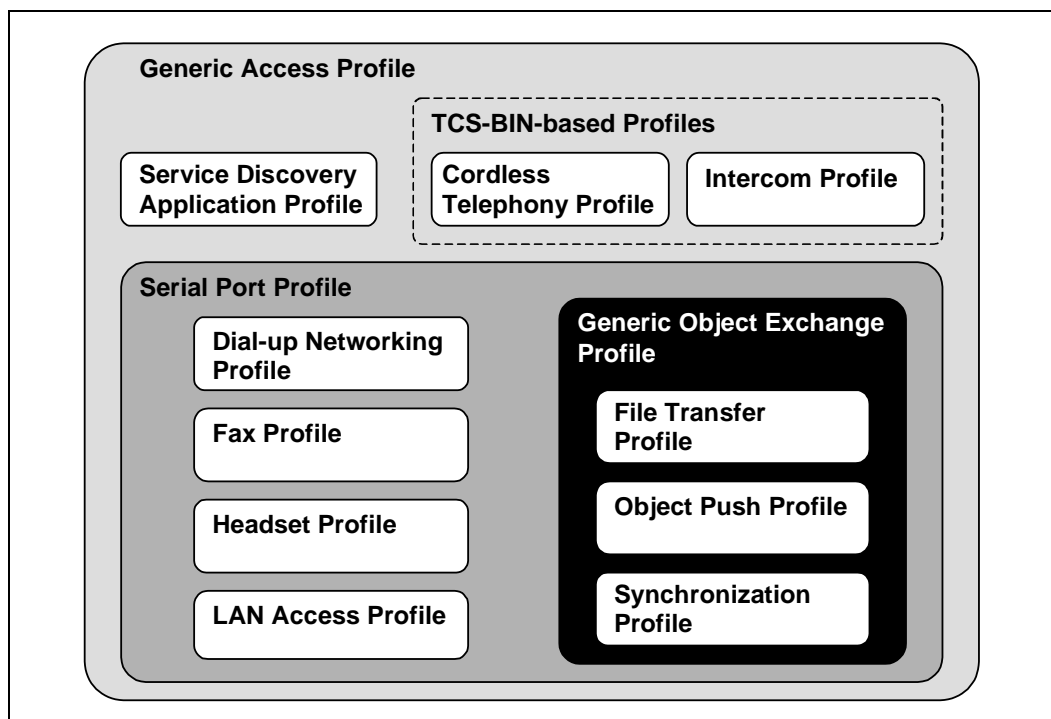 Generic Access Profile
TCS-BIN-based Profiles
Service Discovery
Application Profile
Cordless
Telephony Profile
Intercom Profile
Serial Port Profile
Dial-up Networking
Profile
Fax Profile
Headset Profile
LAN Access Profile
Generic Object Exchange
Profile
File Transfer
Profile
Object Push Profile
Synchronization
Profile